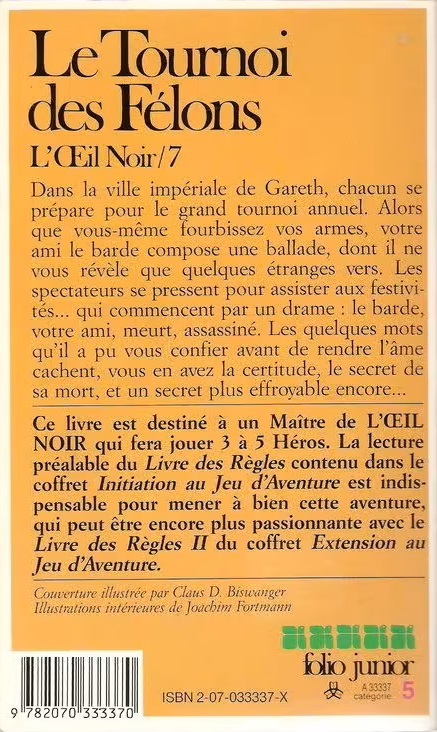 Le Tournoi
des Félons
L'Œil Noir/7
Dans la ville impériale de Gareth, chacun se
prépare pour le grand tournoi annuel. Alors
que vous-même fourbissez vos armes, votre
ami le barde compose une ballade, dont il ne
vous révèle que quelques étranges vers. Les
spectateurs se pressent pour assister aux festivi-
tés... qui commencent par un drame : le barde,
votre ami, meurt, assassiné. Les quelques mots
qu'il a pu vous confier avant de rendre l'âme
cachent, vous en avez la certitude, le secret de
sa mort, et un secret plus effroyable encore...
Ce livre est destiné à un Maître de L'ŒIL
NOIR qui fera jouer 3 à 5 Héros. La lecture
préalable du Livre des Règles contenu dans le
coffret Initiation au Jeu d'Aventure est indis-
pensable pour mener à bien cette aventure,
qui peut être encore plus passionnante avec le
Livre des Règles II du coffret Extension au
Jeu d'Aventure.
Couverture illustrée par Claus D. Biswanger
Illustrations intérieures de Joachim Fortmann
folio junior
A 33337
catégorie 5
ISBN 2-07-033337-X
9 782070 333370